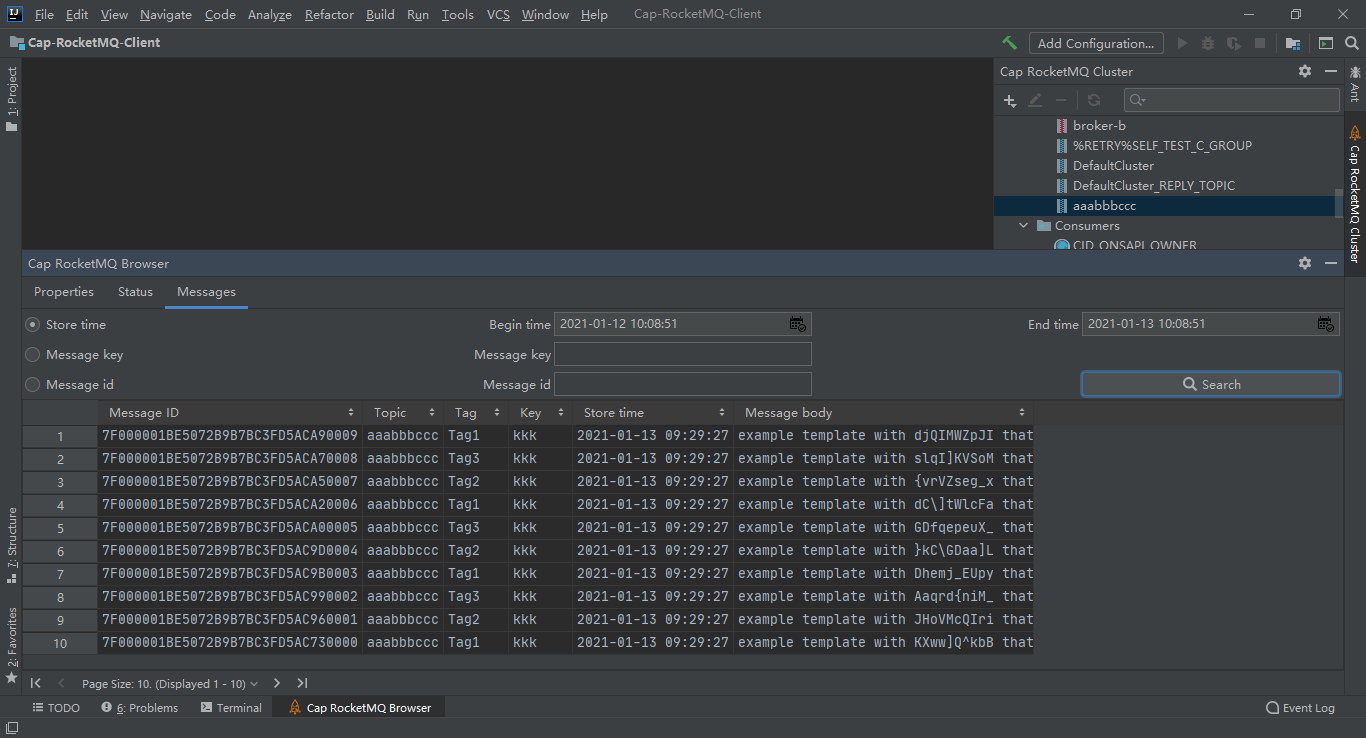 File Edit View Navigate Code Analyze Refactor Build Run Tools VCS Window Help Cap-RocketMQ-Client
Cap-RocketMQ-Client Add Configuration...
1: Project
Cap RocketMQ Cluster
broker-b
%RETRY%SELF_TEST_C_GROUP
DefaultCluster
DefaultCluster_REPLY_TOPIC
aaabbbccc
Consumers
CID_ONSAPI_OWNER
Ant
Cap RocketMQ Cluster
Cap RocketMQ Browser
Properties Status Messages
Store time Begin time 2021-01-12 10:08:51 End time 2021-01-13 10:08:51
Message key Message key
Message id Message id Search
Message ID Topic Tag Key Store time Message body
1 7F000001BE5072B9B7BC3FD5ACA90009 aaabbbccc Tag1 kkk 2021-01-13 09:29:27 example template with djQIMWZpJI that
2 7F000001BE5072B9B7BC3FD5ACA70008 aaabbbccc Tag3 kkk 2021-01-13 09:29:27 example template with slqI]KVSoM that
3 7F000001BE5072B9B7BC3FD5ACA50007 aaabbbccc Tag2 kkk 2021-01-13 09:29:27 example template with {vrVZseg_x that
4 7F000001BE5072B9B7BC3FD5ACA20006 aaabbbccc Tag1 kkk 2021-01-13 09:29:27 example template with dC\]tWlcFa that
5 7F000001BE5072B9B7BC3FD5ACA00005 aaabbbccc Tag3 kkk 2021-01-13 09:29:27 example template with GDfqepeuX_ that
6 7F000001BE5072B9B7BC3FD5AC9D0004 aaabbbccc Tag2 kkk 2021-01-13 09:29:27 example template with }kC\GDaa]L that
7 7F000001BE5072B9B7BC3FD5AC9B0003 aaabbbccc Tag1 kkk 2021-01-13 09:29:27 example template with Dhemj_EUpy that
8 7F000001BE5072B9B7BC3FD5AC990002 aaabbbccc Tag3 kkk 2021-01-13 09:29:27 example template with Aaqrd{niM_ that
9 7F000001BE5072B9B7BC3FD5AC960001 aaabbbccc Tag2 kkk 2021-01-13 09:29:27 example template with JHoVMcQIri that
10 7F000001BE5072B9B7BC3FD5AC730000 aaabbbccc Tag1 kkk 2021-01-13 09:29:27 example template with KXww]Q^kbB that
7: Structure
2: Favorites
Page Size: 10. (Displayed 1 - 10)
TODO 6: Problems Terminal Cap RocketMQ Browser Event Log